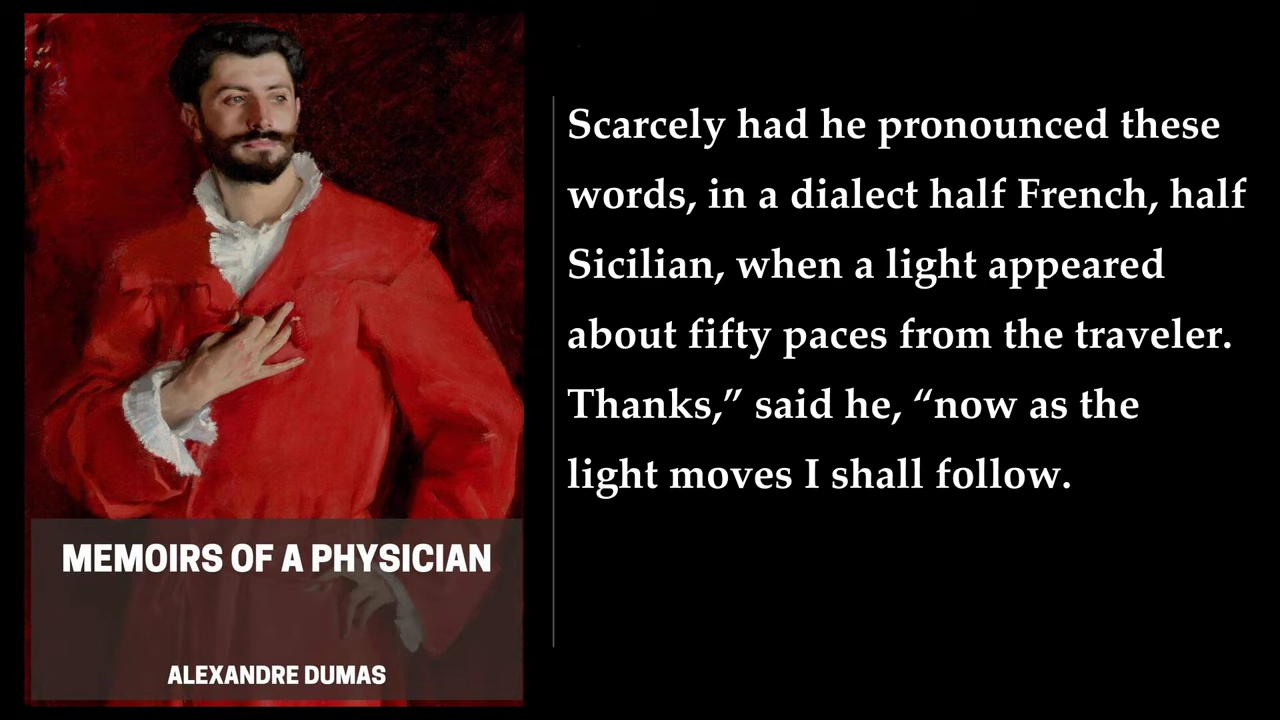 MEMOIRS OF A PHYSICIAN
ALEXANDRE DUMAS
Scarcely had he pronounced these
words, in a dialect half French, half
Sicilian, when a light appeared
about fifty paces from the traveler.
Thanks,” said he, “now as the
light moves I shall follow.